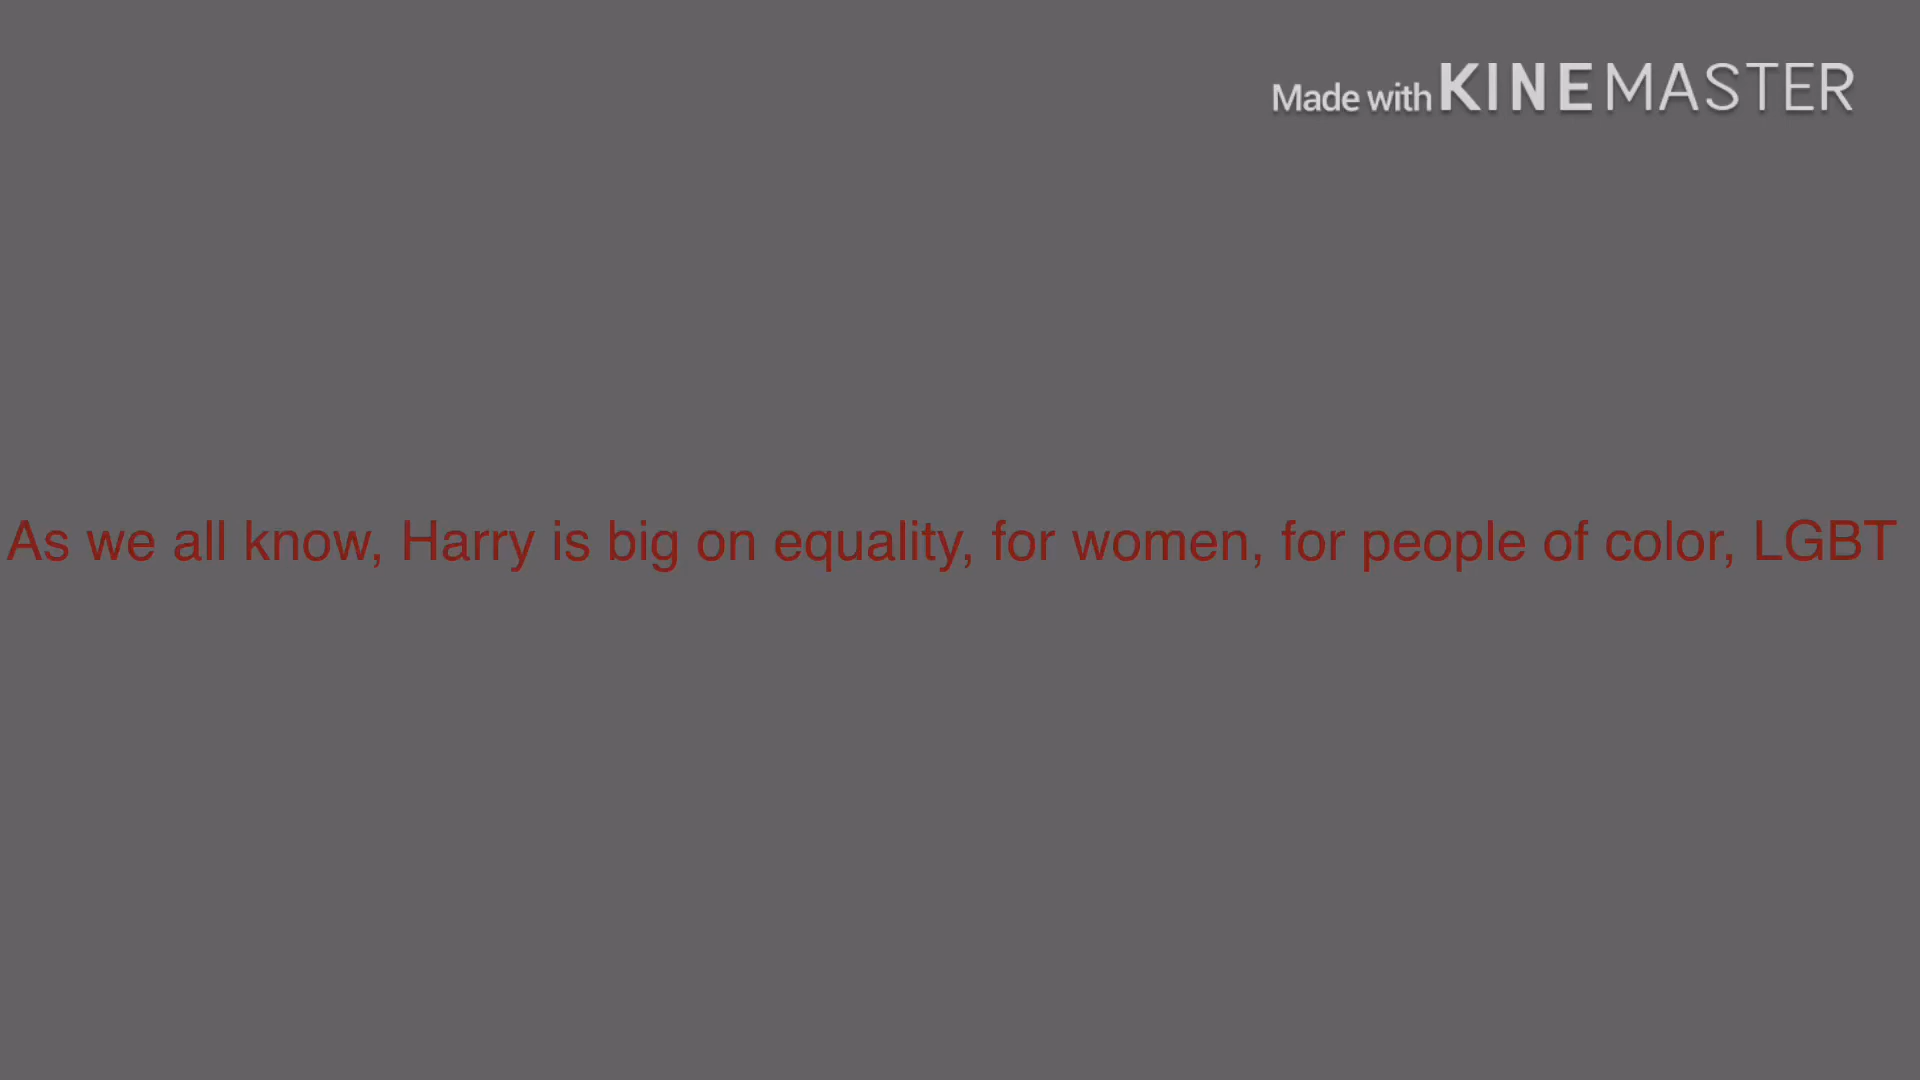 Made with KINEMASTER
As we all know, Harry is big on equality, for women, for people of color, LGBT